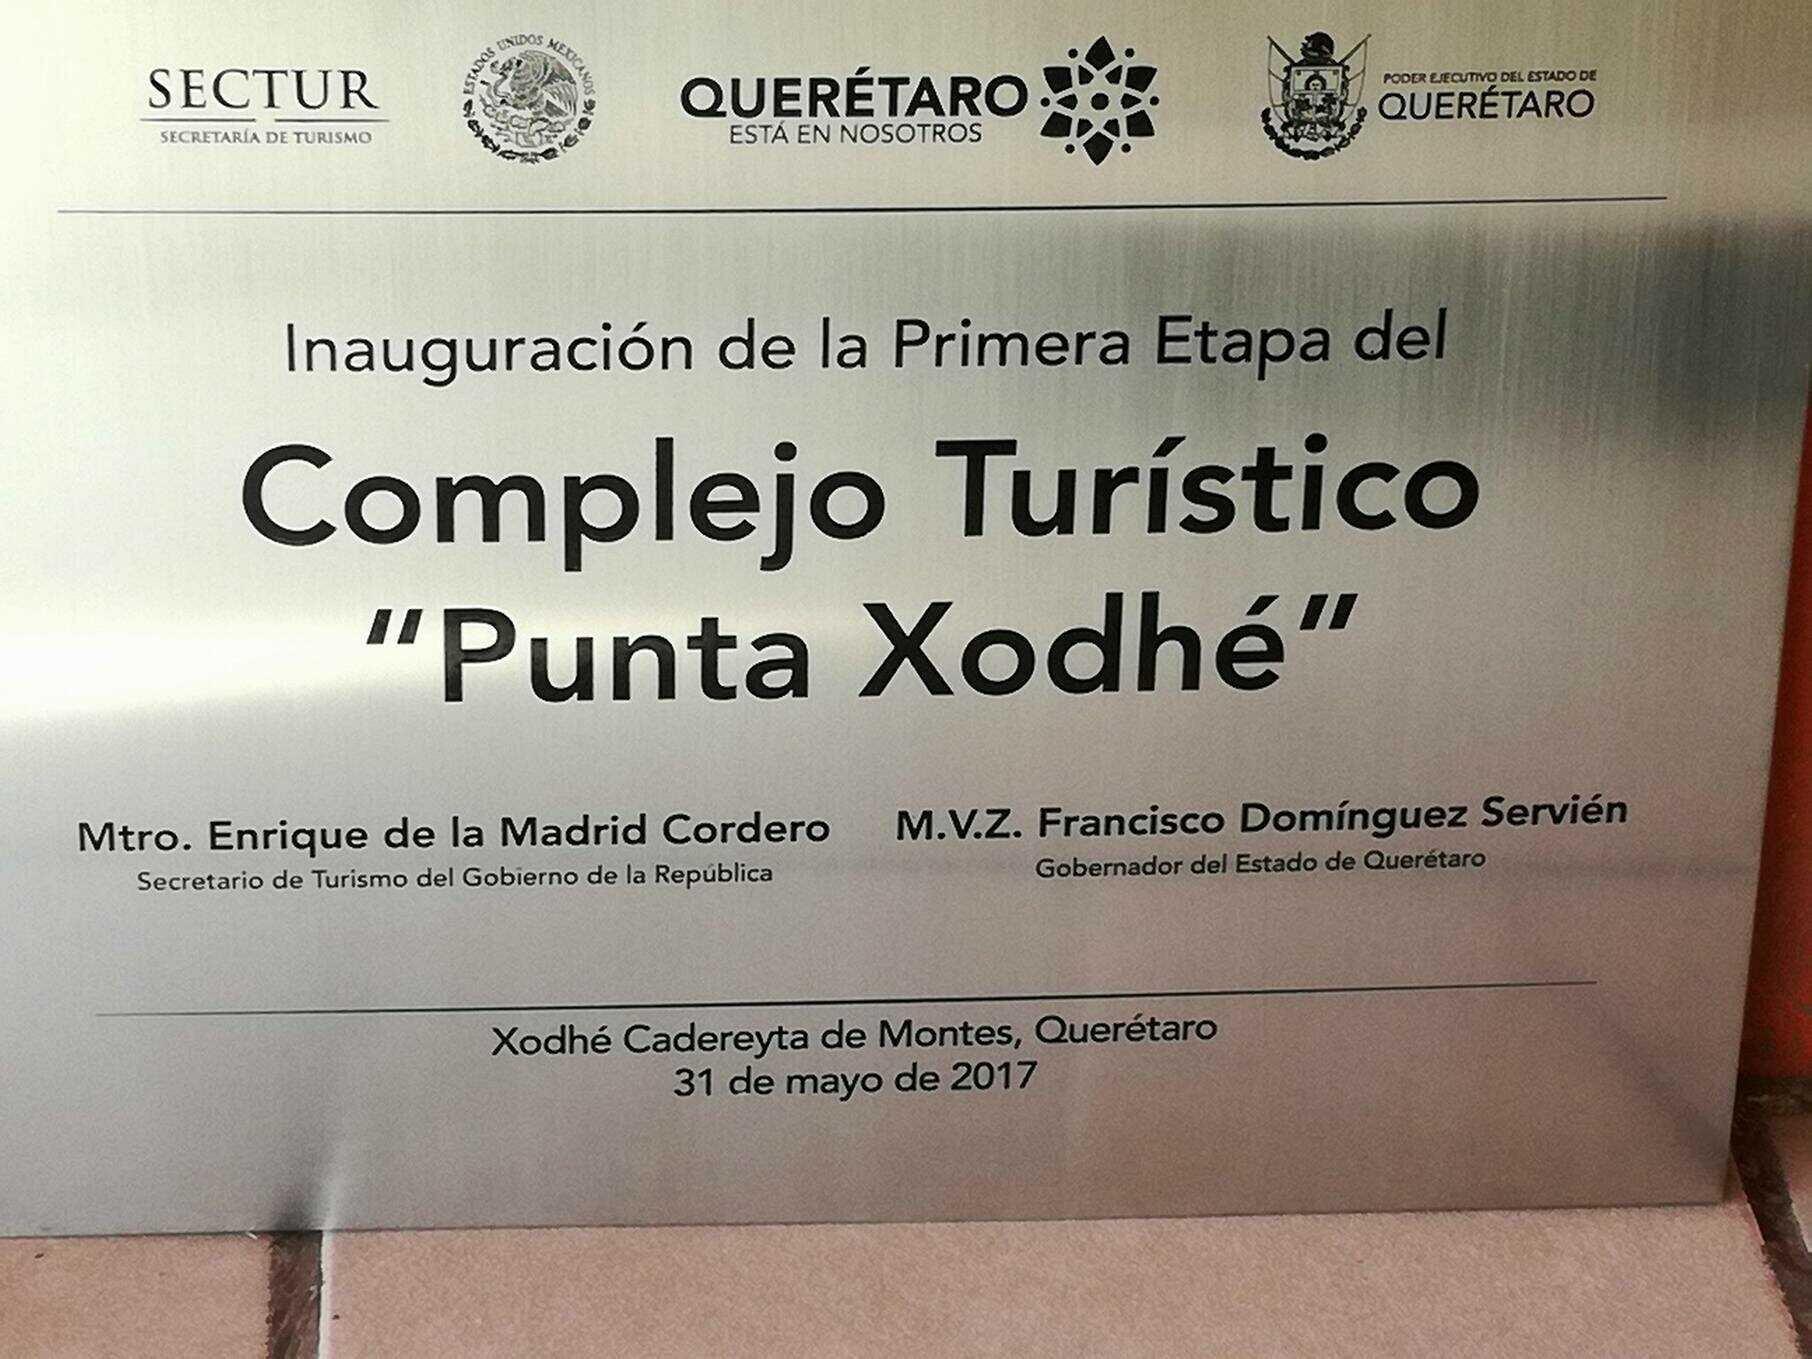 SECTUR
SECRETARÍA DE TURISMO
ESTADOS UNIDOS MEXICANOS
QUERÉTARO
ESTÁ EN NOSOTROS
PODER EJECUTIVO DEL ESTADO DE
QUERÉTARO
Inauguración de la Primera Etapa del
Complejo Turístico
“Punta Xodhé”
Mtro. Enrique de la Madrid Cordero
Secretario de Turismo del Gobierno de la República
M.V.Z. Francisco Domínguez Servién
Gobernador del Estado de Querétaro
Xodhé Cadereyta de Montes, Querétaro
31 de mayo de 2017